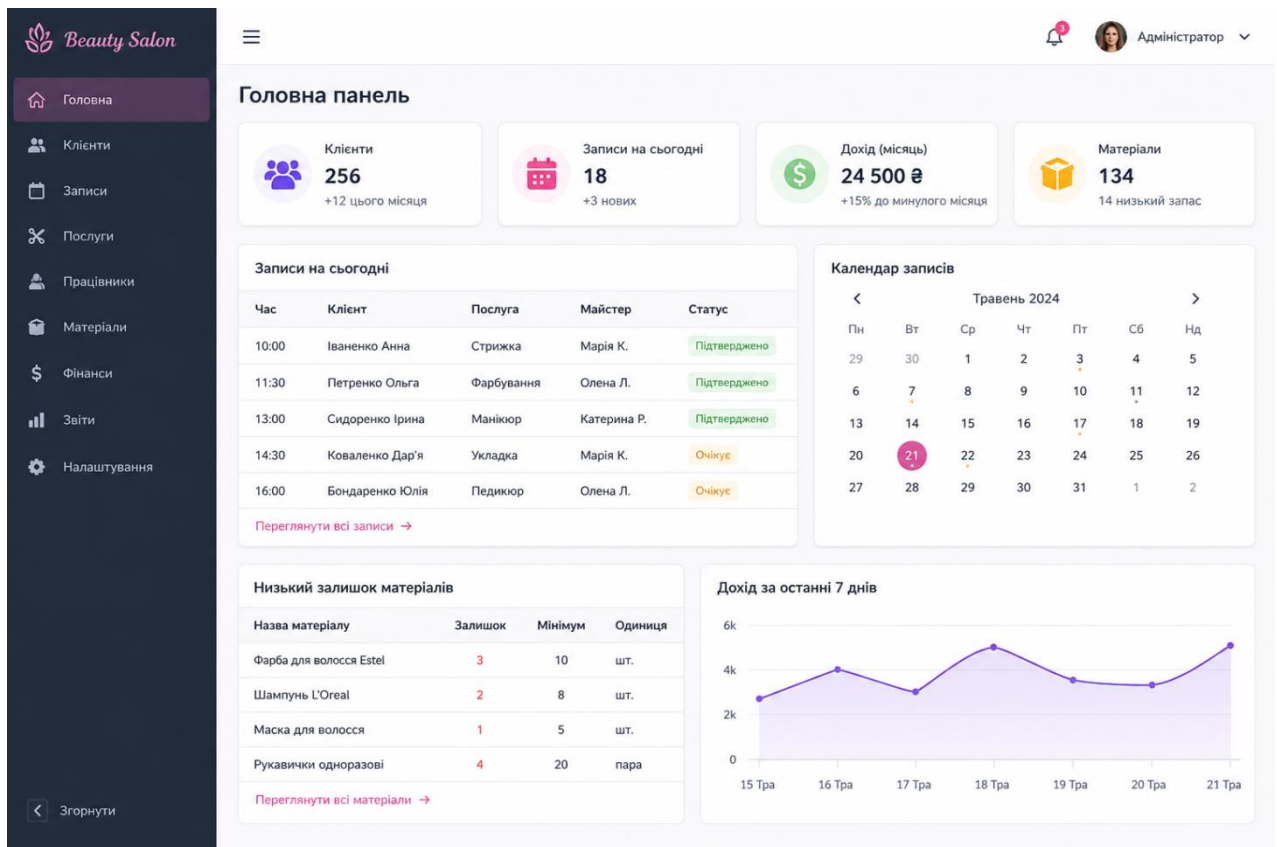 Beauty Salon
3
Адміністратор
Головна
Клієнти
Записи
Послуги
Працівники
Матеріали
Фінанси
Звіти
Налаштування
Згорнути
Головна панель
Клієнти
256
+12 цього місяця
Записи на сьогодні
18
+3 нових
Дохід (місяць)
24 500 ₴
+15% до минулого місяця
Матеріали
134
14 низький запас
Записи на сьогодні
Час Клієнт Послуга Майстер Статус
10:00 Іваненко Анна Стрижка Марія К. Підтверджено
11:30 Петренко Ольга Фарбування Олена Л. Підтверджено
13:00 Сидоренко Ірина Манікюр Катерина Р. Підтверджено
14:30 Коваленко Дар'я Укладка Марія К. Очікує
16:00 Бондаренко Юлія Педикюр Олена Л. Очікує
Переглянути всі записи →
Календар записів
Травень 2024
Пн Вт Ср Чт Пт Сб Нд
29 30 1 2 3 4 5
6 7 8 9 10 11 12
13 14 15 16 17 18 19
20 21 22 23 24 25 26
27 28 29 30 31 1 2
Низький залишок матеріалів
Назва матеріалу Залишок Мінімум Одиниця
Фарба для волосся Estel 3 10 шт.
Шампунь L'Oreal 2 8 шт.
Маска для волосся 1 5 шт.
Рукавички одноразові 4 20 пара
Переглянути всі матеріали →
Дохід за останні 7 днів
6k
4k
2k
0
15 Тра 16 Тра 17 Тра 18 Тра 19 Тра 20 Тра 21 Тра